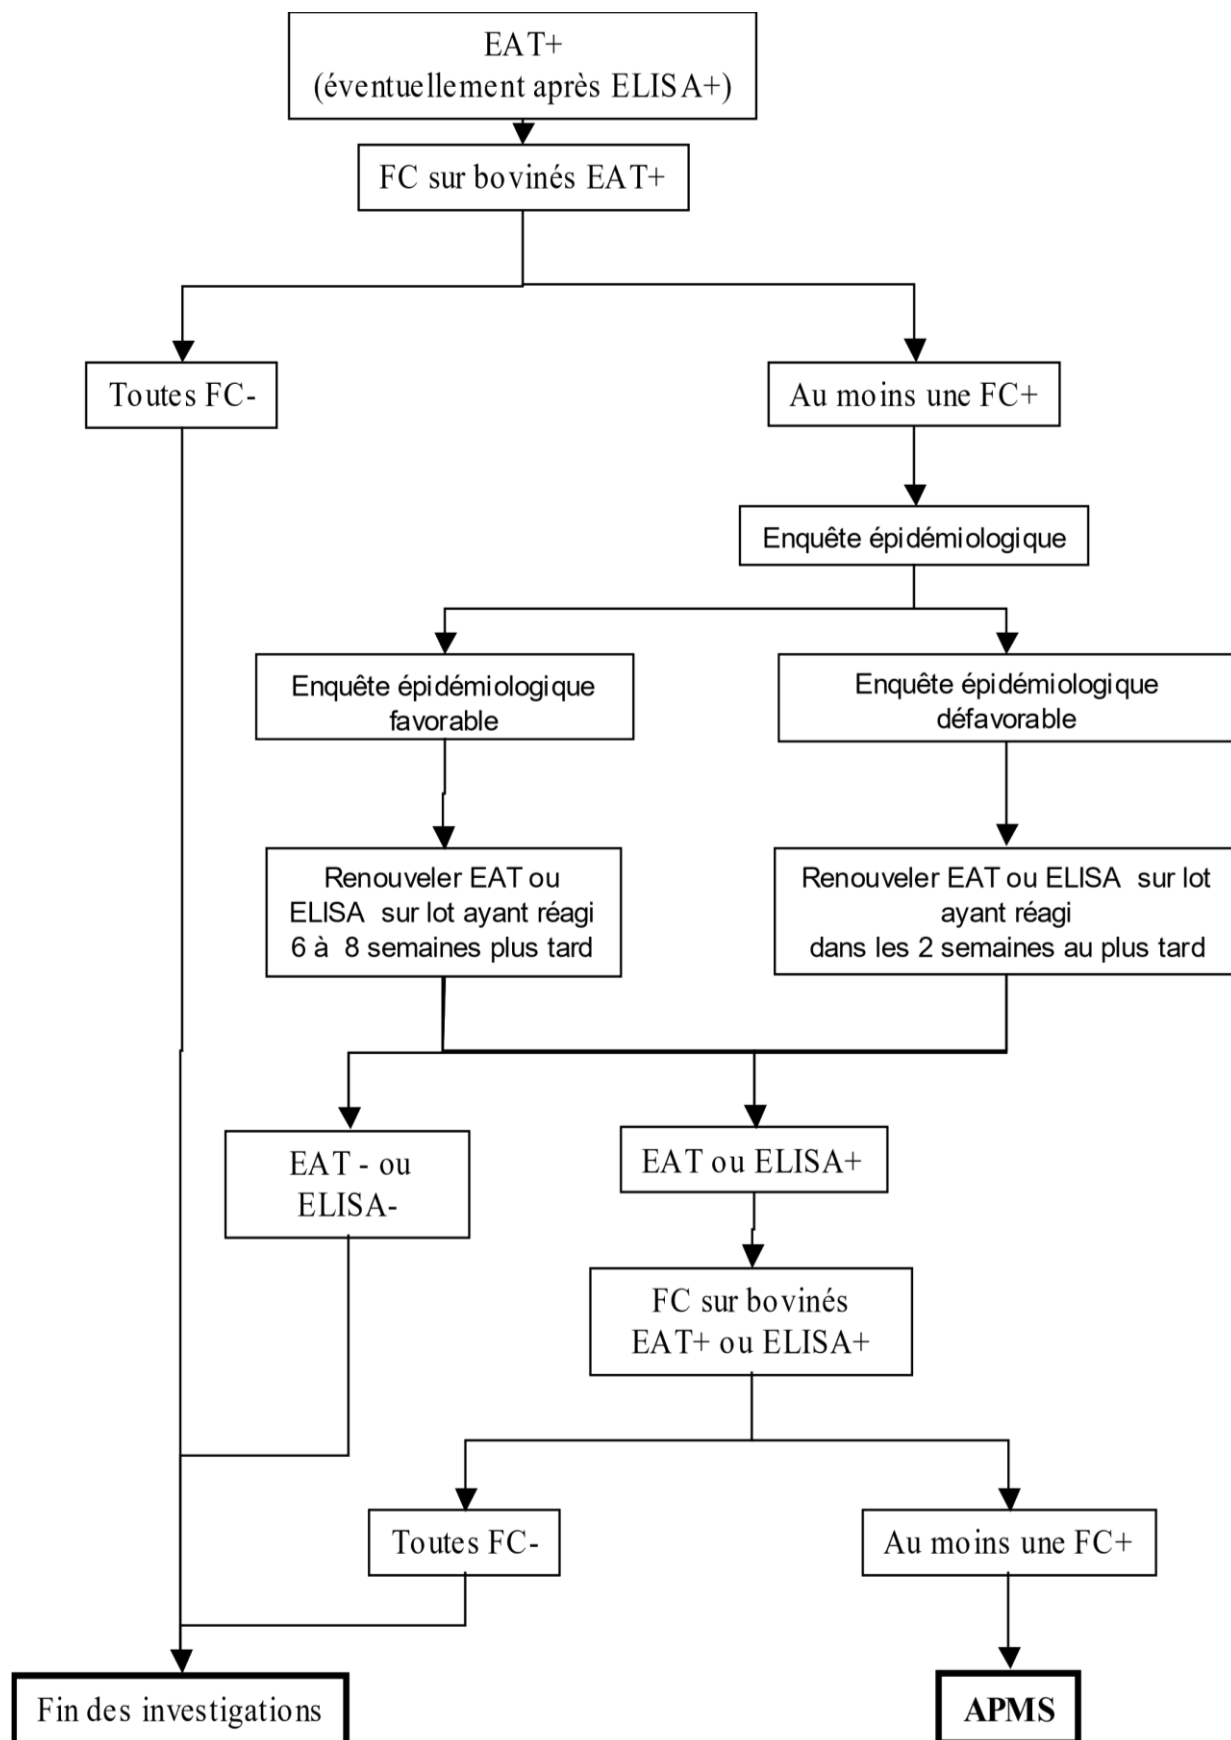 EAT+
(éventuellement après ELISA+)
FC sur bovinés EAT+
Toutes FC-
Au moins une FC+
Enquête épidémiologique
Enquête épidémiologique
favorable
Enquête épidémiologique
défavorable
Renouveler EAT ou
ELISA sur lot ayant réagi
6 à 8 semaines plus tard
Renouveler EAT ou ELISA sur lot
ayant réagi
dans les 2 semaines au plus tard
EAT - ou
ELISA-
EAT ou ELISA+
FC sur bovinés
EAT+ ou ELISA+
Toutes FC-
Au moins une FC+
Fin des investigations
APMS